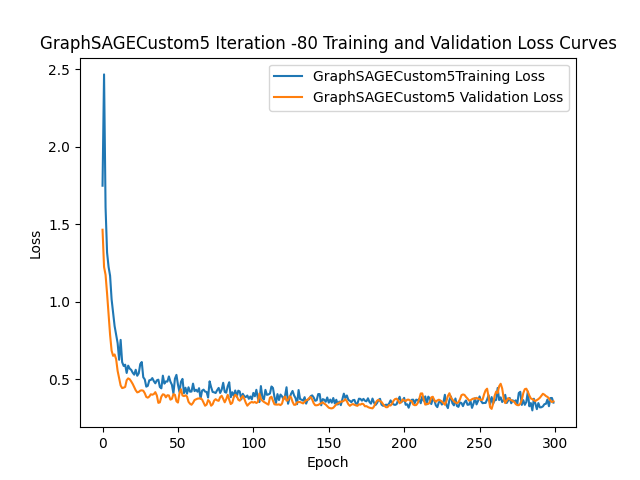 GraphSAGECustom5 Iteration -80 Training and Validation Loss Curves
GraphSAGECustom5Training Loss
GraphSAGECustom5 Validation Loss
2.5
2.0
1.5
1.0
0.5
Loss
0 50 100 150 200 250 300
Epoch